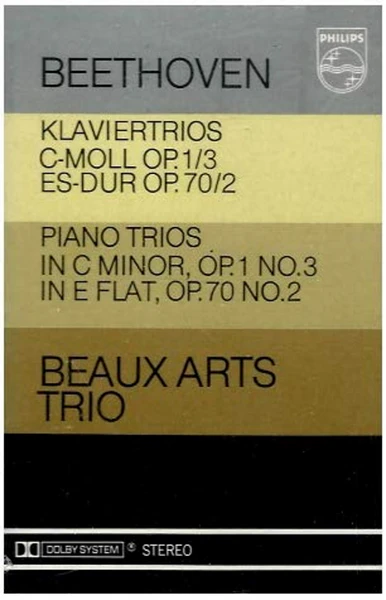 PHILIPS
BEETHOVEN
KLAVIERTRIOS
C-MOLL OP.1/3
ES-DUR OP.70/2
PIANO TRIOS
IN C MINOR, OP.1 NO.3
IN E FLAT, OP.70 NO.2
BEAUX ARTS
TRIO
DOLBY SYSTEM ® STEREO